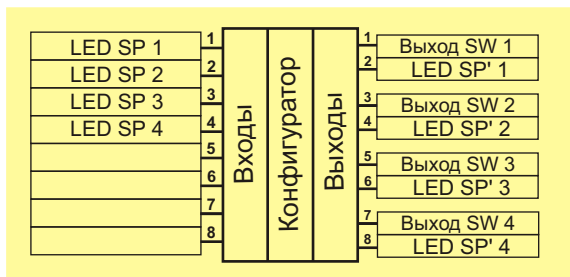 LED SP 1
LED SP 2
LED SP 3
LED SP 4
1
2
3
4
5
6
7
8
Входы
Конфигуратор
Выходы
1
Выход SW 1
2
LED SP' 1
3
Выход SW 2
4
LED SP' 2
5
Выход SW 3
6
LED SP' 3
7
Выход SW 4
8
LED SP' 4